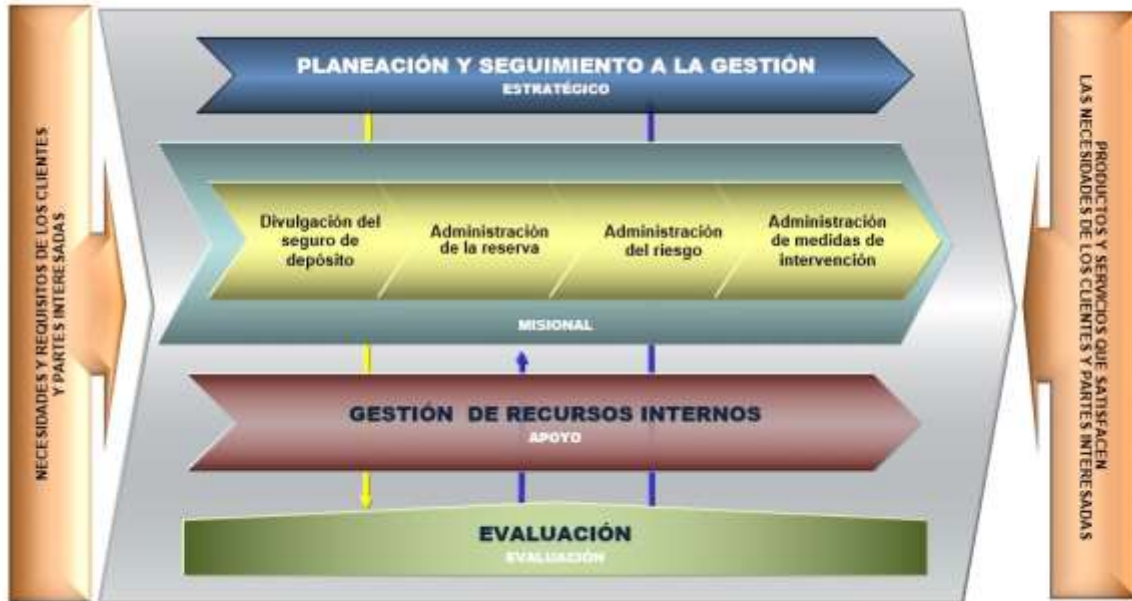 NECESIDADES Y REQUISITOS DE LOS CLIENTES
Y PARTES INTERESADAS
PLANEACIÓN Y SEGUIMIENTO A LA GESTIÓN
ESTRATÉGICO
Divulgación del
seguro de
depósito
Administración
de la reserva
Administración
del riesgo
Administración
de medidas de
intervención
MISIONAL
GESTIÓN DE RECURSOS INTERNOS
APOYO
EVALUACIÓN
EVALUACIÓN
PRODUCTOS Y SERVICIOS QUE SATISFACEN
LAS NECESIDADES DE LOS CLIENTES Y PARTES INTERESADAS